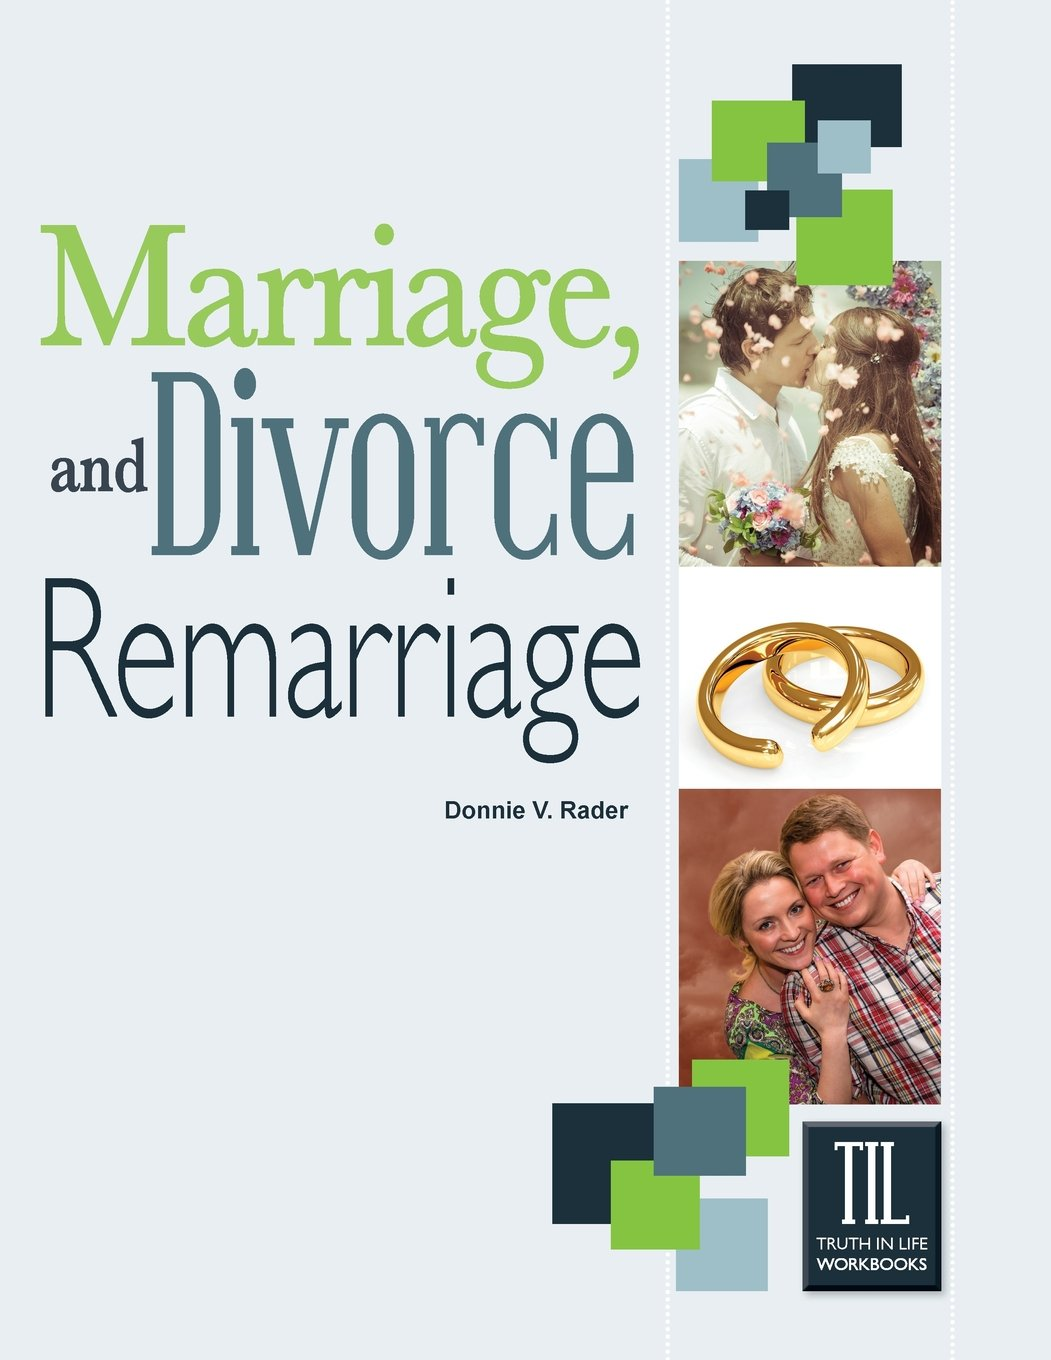 Marriage,
and Divorce
Remarriage
Donnie V. Rader
TIL
TRUTH IN LIFE
WORKBOOKS